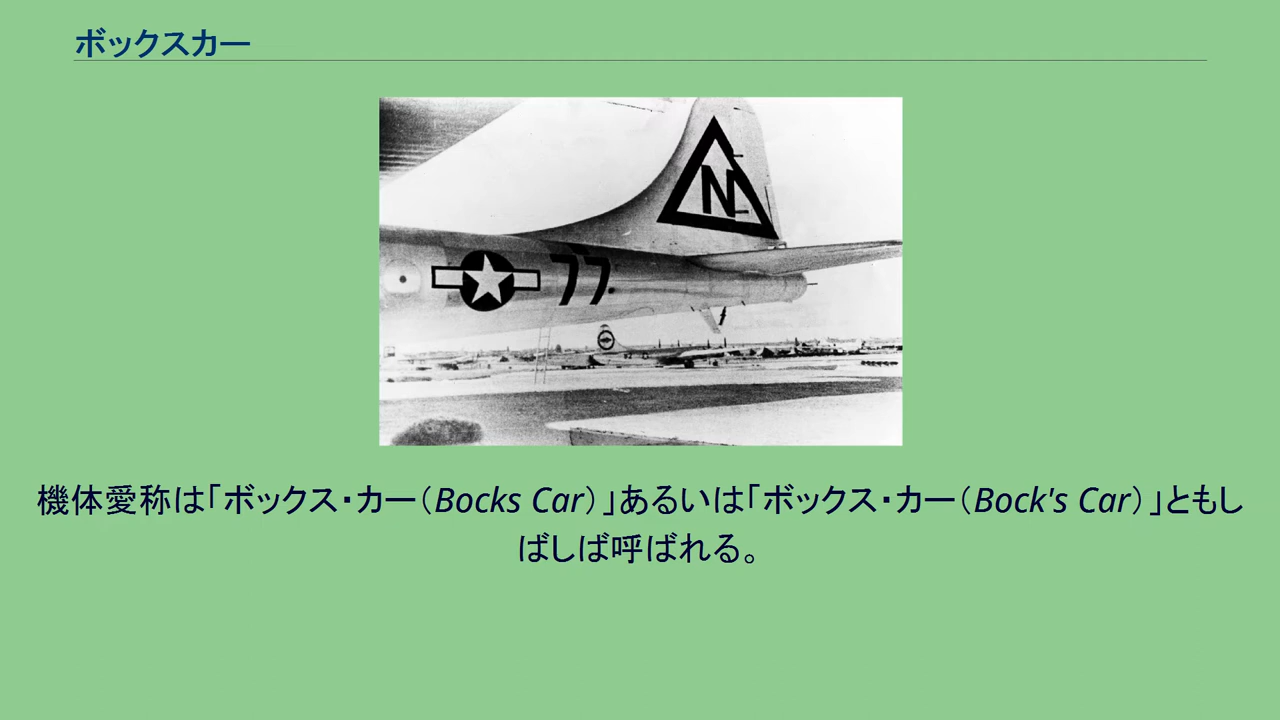 ボックスカー
N
77
機体愛称は「ボックス・カー（Bocks Car）」あるいは「ボックス・カー（Bock's Car）」ともし
ばしば呼ばれる。